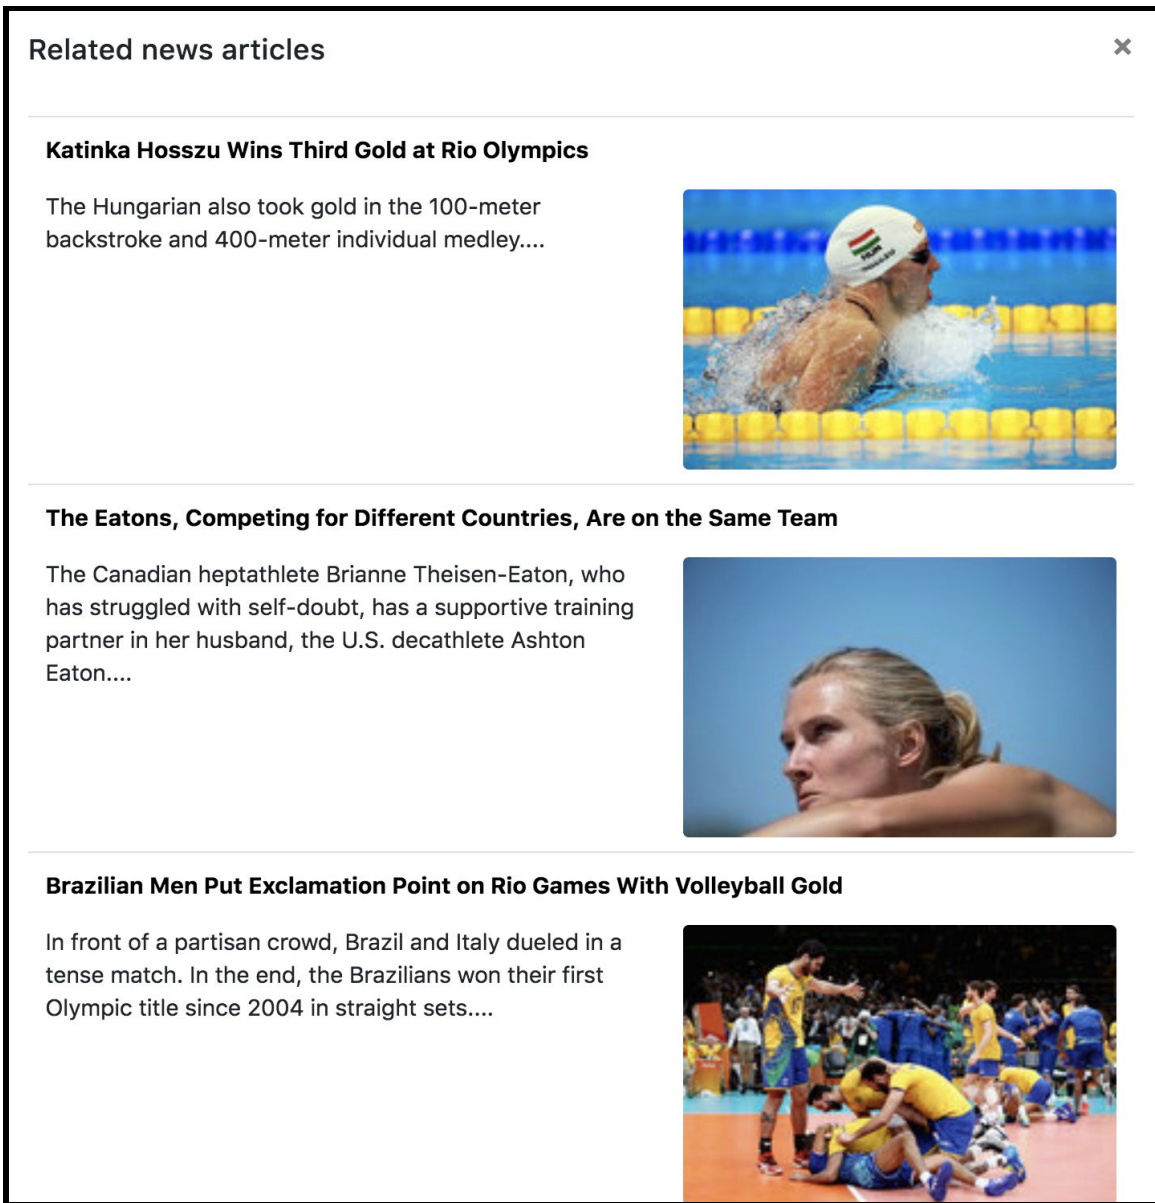 Related news articles
×
Katinka Hosszu Wins Third Gold at Rio Olympics
The Hungarian also took gold in the 100-meter
backstroke and 400-meter individual medley....
HUN
The Eatons, Competing for Different Countries, Are on the Same Team
The Canadian heptathlete Brianne Theisen-Eaton, who
has struggled with self-doubt, has a supportive training
partner in her husband, the U.S. decathlete Ashton
Eaton....
Brazilian Men Put Exclamation Point on Rio Games With Volleyball Gold
In front of a partisan crowd, Brazil and Italy dueled in a
tense match. In the end, the Brazilians won their first
Olympic title since 2004 in straight sets....